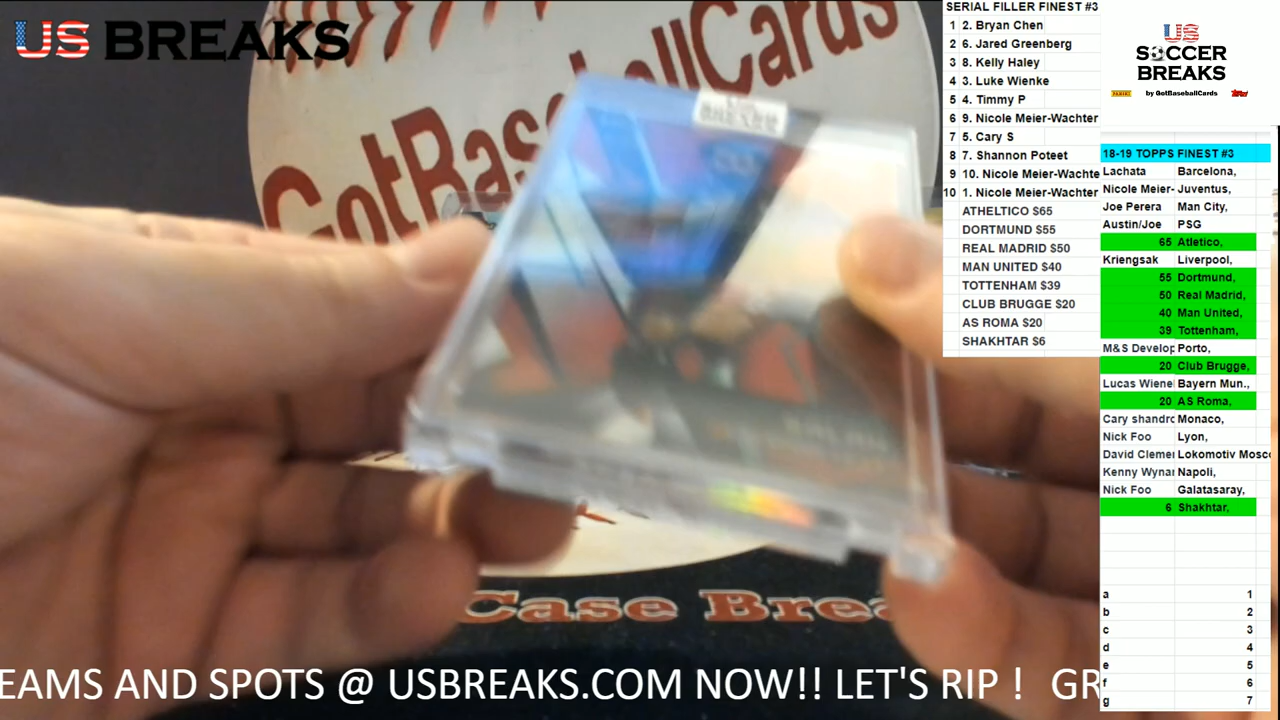 US BREAKS
GotBaseballCards
Case Brea
EAMS AND SPOTS @ USBREAKS.COM NOW!! LET'S RIP ! GR
SERIAL FILLER FINEST #3
1 2. Bryan Chen
2 6. Jared Greenberg
3 8. Kelly Haley
4 3. Luke Wienke
5 4. Timmy P
6 9. Nicole Meier-Wachter
7 5. Cary S
8 7. Shannon Poteet
9 10. Nicole Meier-Wachte
10 1. Nicole Meier-Wachter
ATHELTICO $65
DORTMUND $55
REAL MADRID $50
MAN UNITED $40
TOTTENHAM $39
CLUB BRUGGE $20
AS ROMA $20
SHAKHTAR $6
US
SOCCER
BREAKS
PANINI by GotBaseballCards Topps
18-19 TOPPS FINEST #3
Lachata Barcelona,
Nicole Meier- Juventus,
Joe Perera Man City,
Austin/Joe PSG
65 Atletico,
Kriengsak Liverpool,
55 Dortmund,
50 Real Madrid,
40 Man United,
39 Tottenham,
M&S Develop Porto,
20 Club Brugge,
Lucas Wiene Bayern Mun.,
20 AS Roma,
Cary shandro Monaco,
Nick Foo Lyon,
David Clemer Lokomotiv Mosco
Kenny Wynar Napoli,
Nick Foo Galatasaray,
6 Shakhtar,
a 1
b 2
c 3
d 4
e 5
f 6
g 7